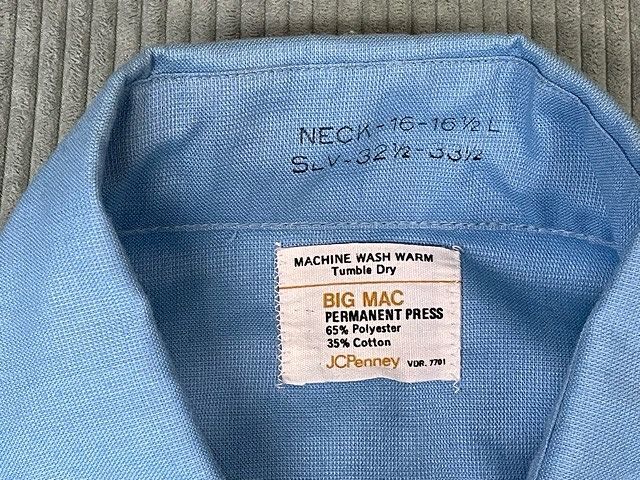 NECK-16-16½ L
SLV-32½-33½
MACHINE WASH WARM
Tumble Dry
BIG MAC
PERMANENT PRESS
65% Polyester
35% Cotton
JCPenney VDR. 7701